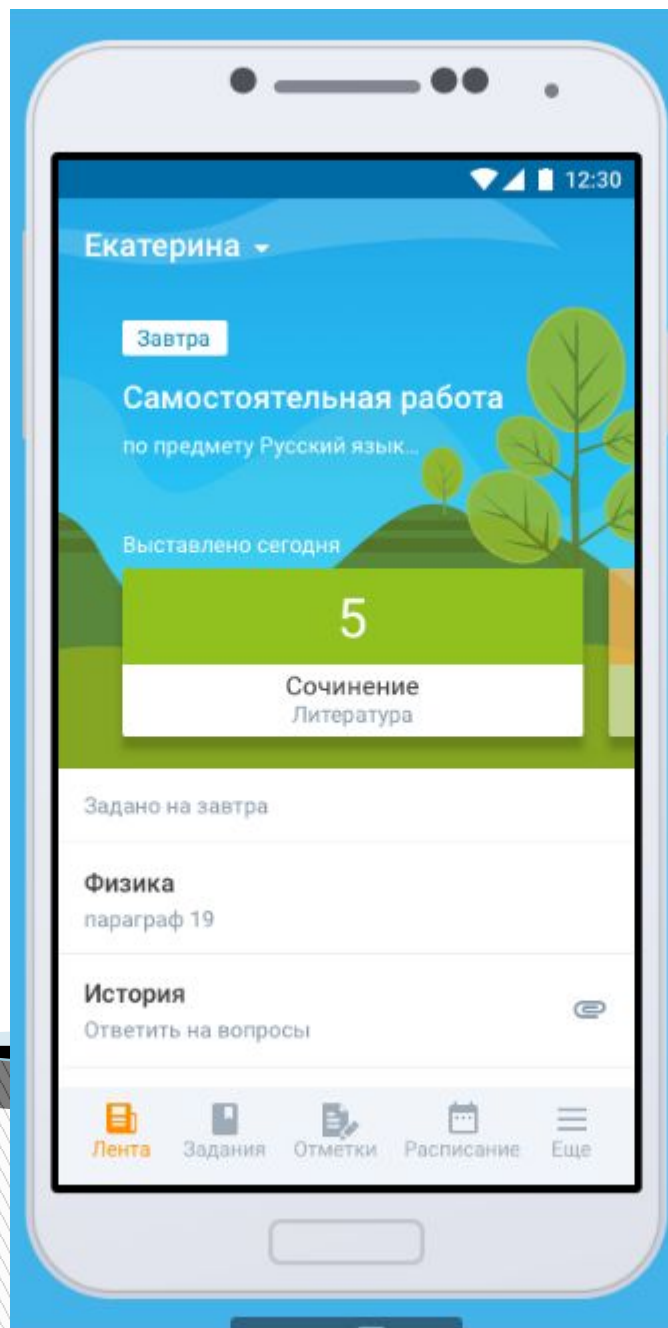 12:30
Екатерина
Завтра
Самостоятельная работа
по предмету Русский язык...
Выставлено сегодня
5
Сочинение
Литература
Задано на завтра
Физика
параграф 19
История
Ответить на вопросы
Лента Задания Отметки Расписание Еще